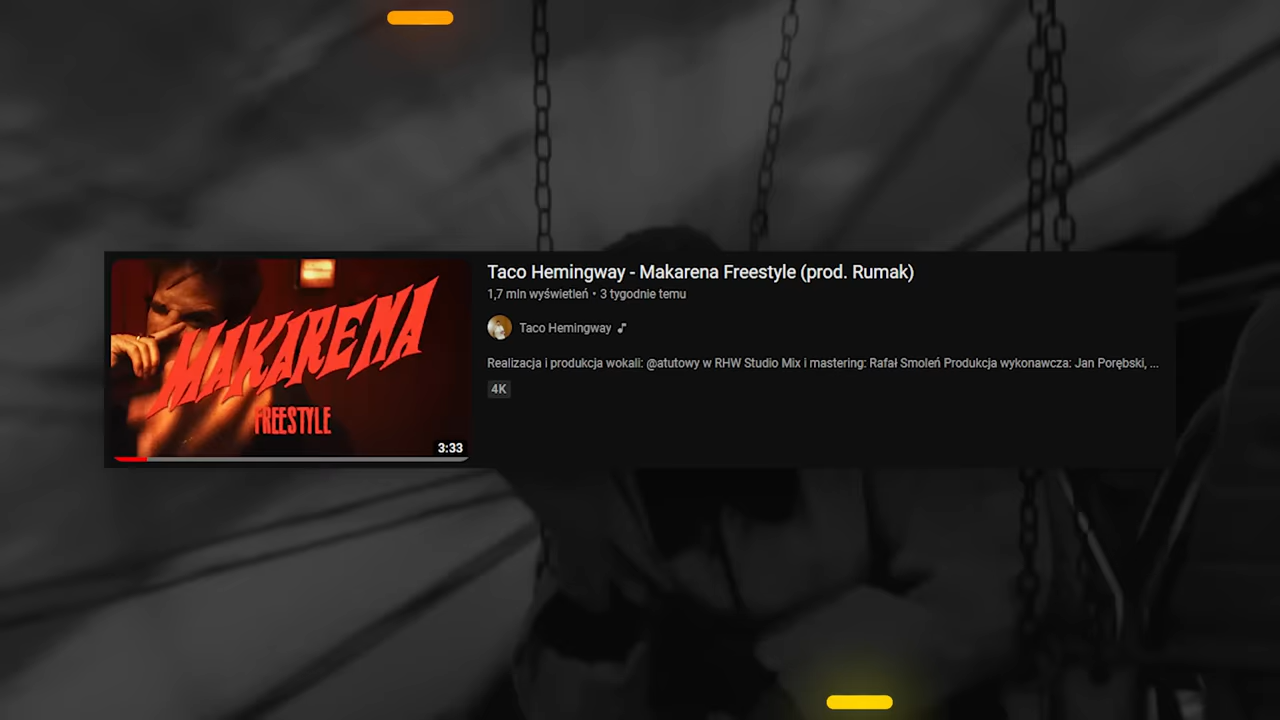 MAKARENA
FREESTYLE
3:33
Taco Hemingway - Makarena Freestyle (prod. Rumak)
1,7 mln wyświetleń • 3 tygodnie temu
Taco Hemingway
Realizacja i produkcja wokali: @atutowy w RHW Studio Mix i mastering: Rafał Smoleń Produkcja wykonawcza: Jan Porębski, ...
4K